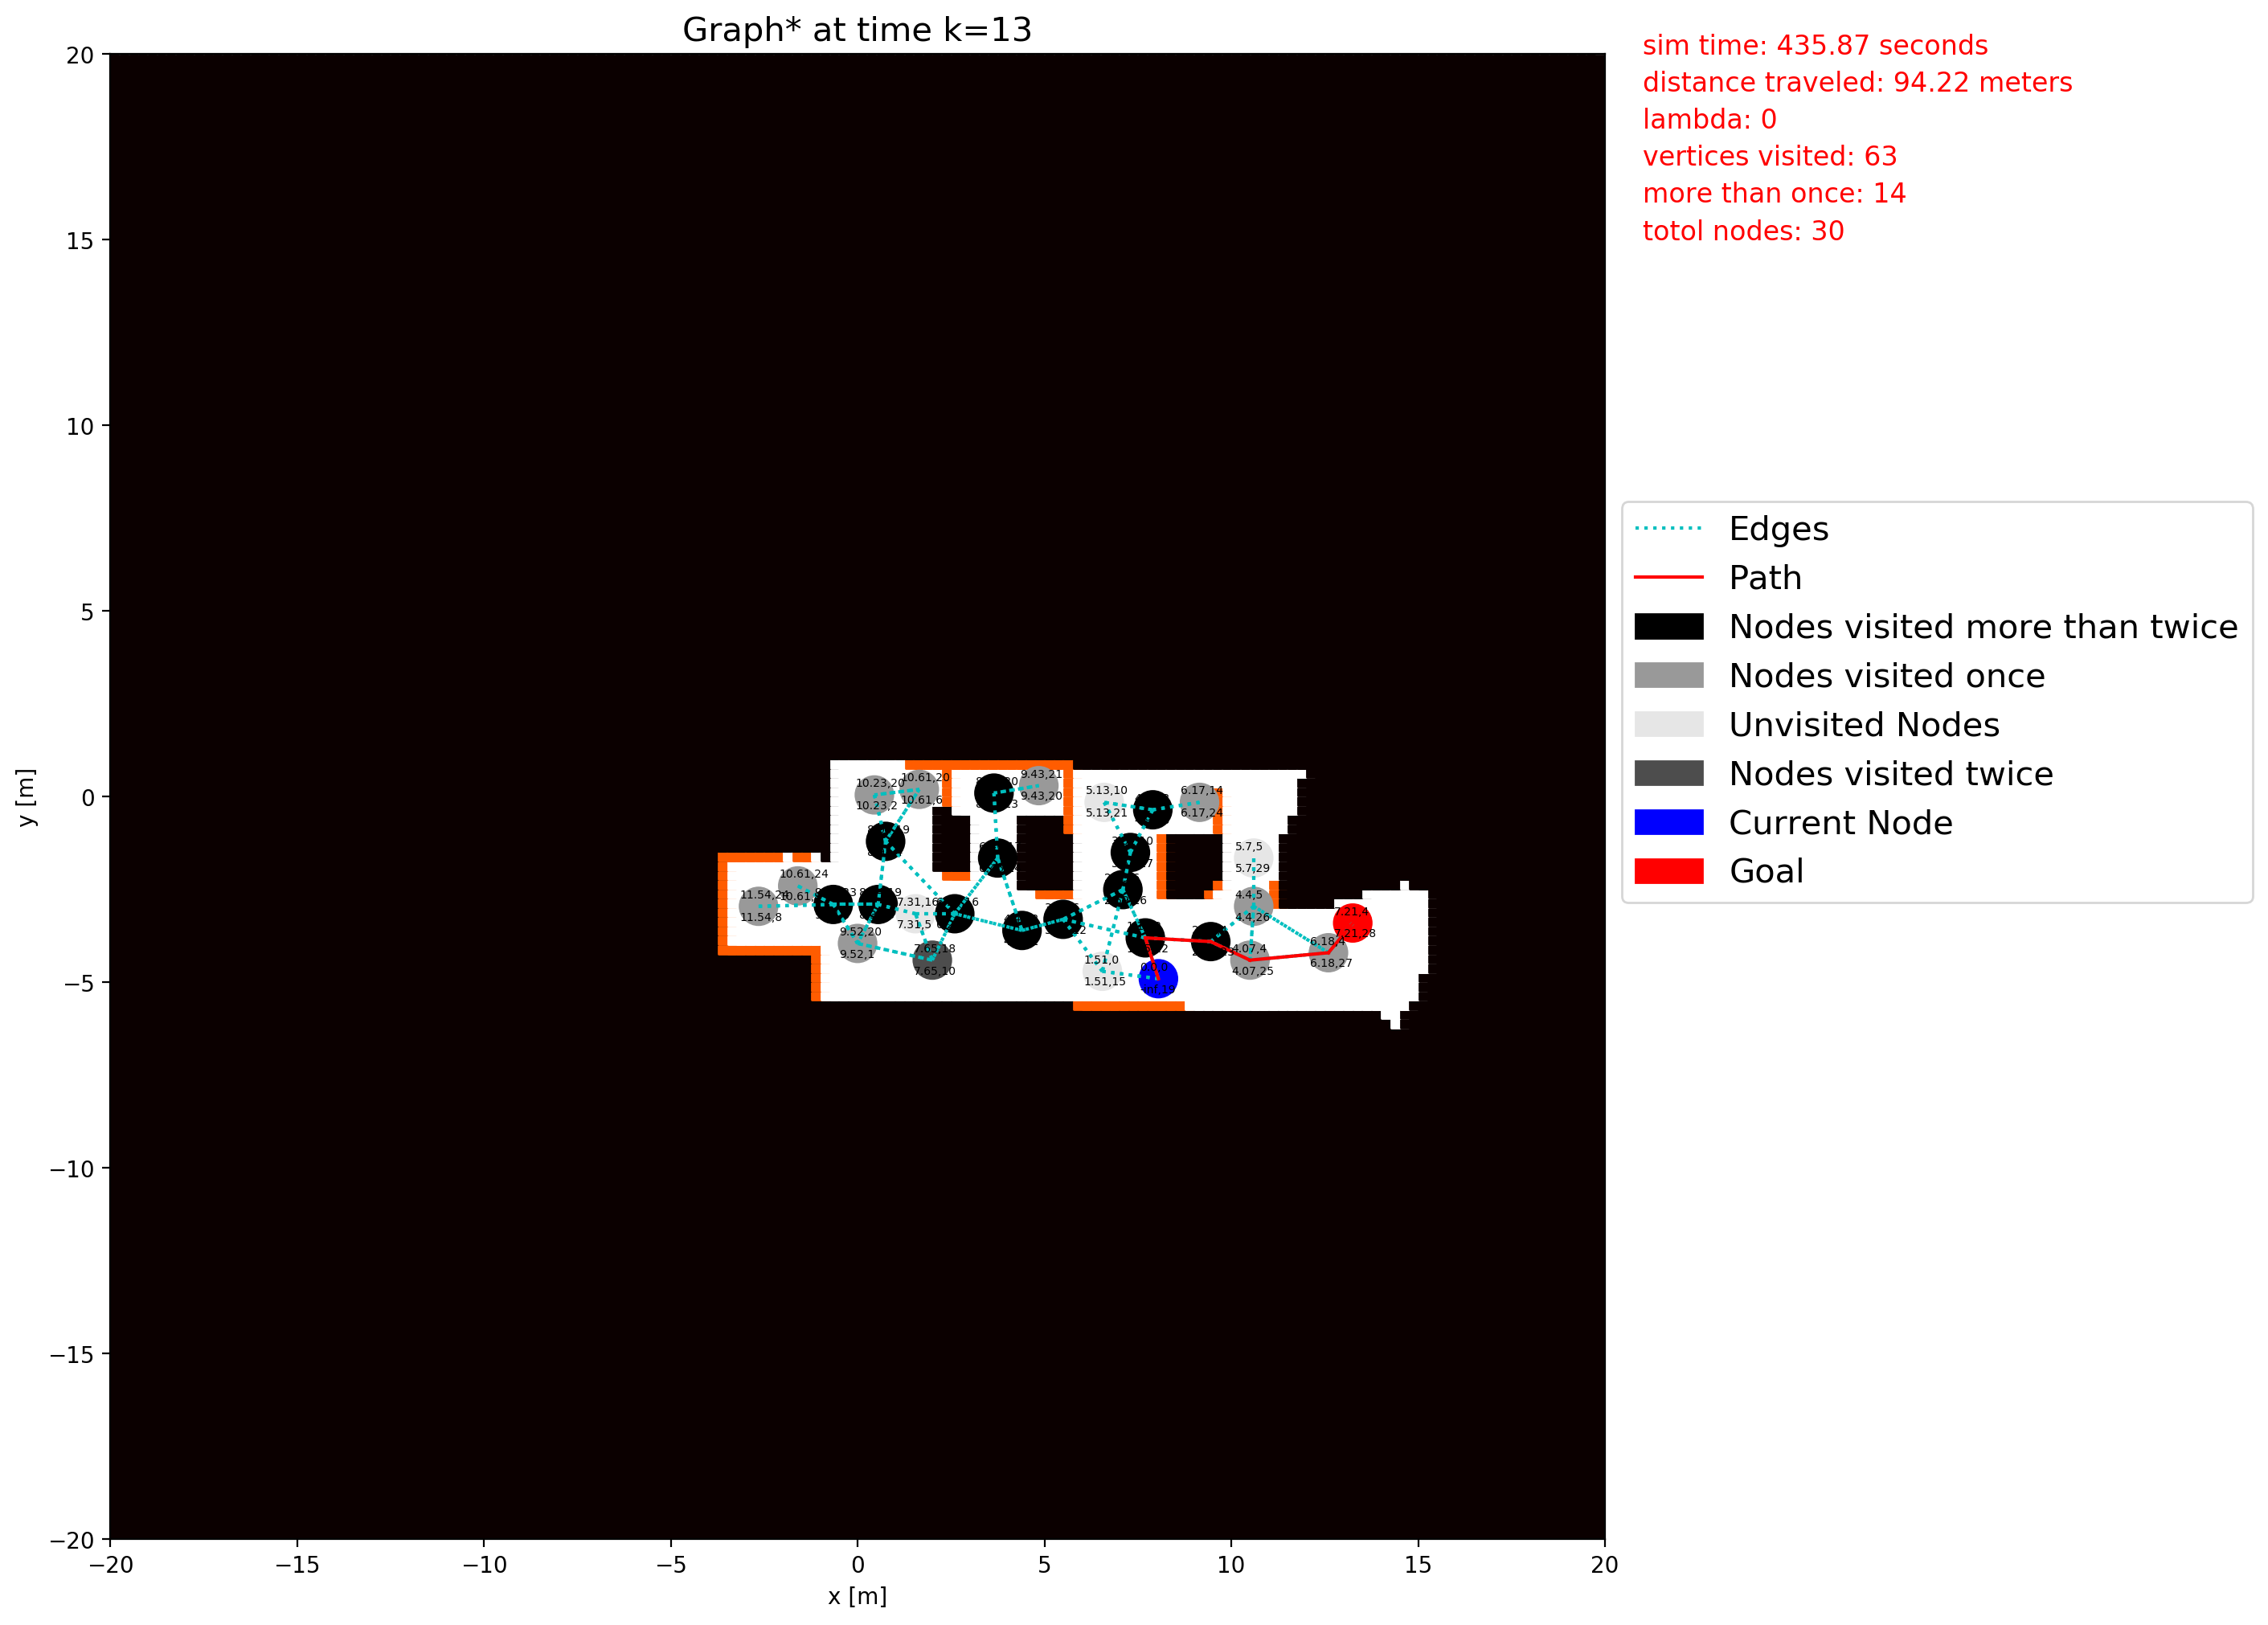 Graph* at time k=13
sim time: 435.87 seconds
distance traveled: 94.22 meters
lambda: 0
vertices visited: 63
more than once: 14
totol nodes: 30
20
15
10
5
0
−5
−10
−15
−20
y [m]
−20
−15
−10
−5
0
5
10
15
20
x [m]
Edges
Path
Nodes visited more than twice
Nodes visited once
Unvisited Nodes
Nodes visited twice
Current Node
Goal
10.23,20
10.23,2
10.61,20
10.61,6
9.43,21
9.43,20
5.13,10
5.13,21
6.17,14
6.17,24
5.7,5
5.7,29
10.61,24
11.54,24
11.54,8
7.31,16
7.31,5
9.52,20
9.52,1
7.65,18
7.65,10
4.4,5
4.4,26
7.21,4
7.21,28
1.51,0
1.51,15
4.07,4
4.07,25
6.18,4
6.18,27